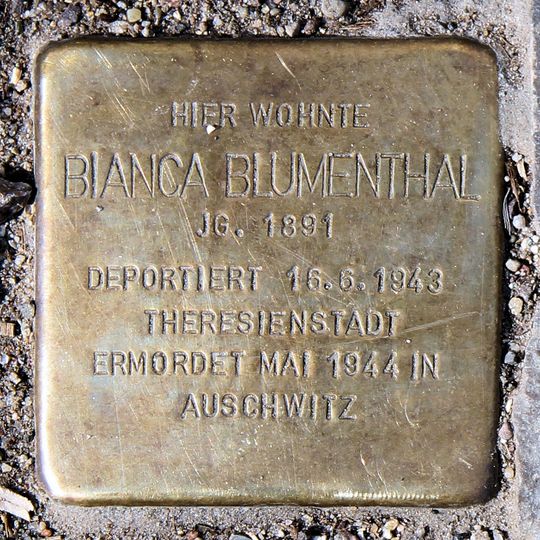 HIER WOHNTE
BIANCA BLUMENTHAL
JG. 1891
DEPORTIERT 16.6.1943
THERESIENSTADT
ERMORDET MAI 1944 IN
AUSCHWITZ